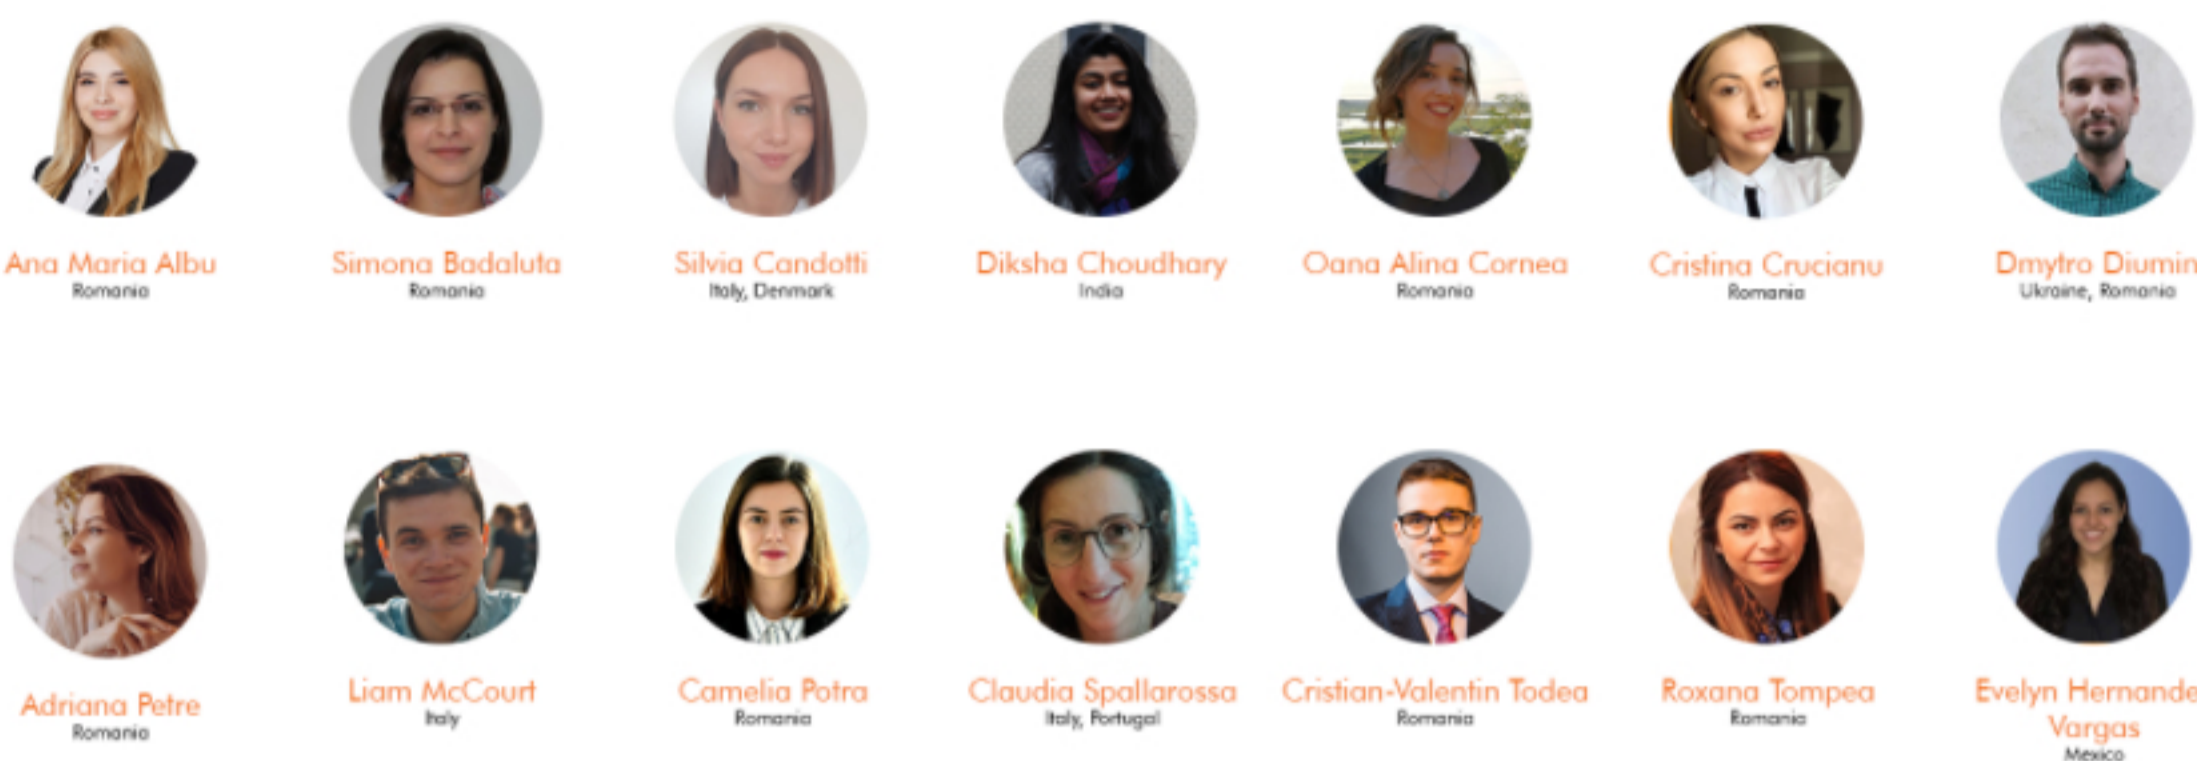 Ana Maria Albu
Romania
Simona Badaluta
Romania
Silvia Candotti
Italy, Denmark
Diksha Choudhary
India
Oana Alina Cornea
Romania
Cristina Crucianu
Romania
Dmytro Diumin
Ukraine, Romania
Adriana Petre
Romania
Liam McCourt
Italy
Camelia Potra
Romania
Claudia Spallarossa
Italy, Portugal
Cristian-Valentin Todea
Romania
Roxana Tompea
Romania
Evelyn Hernande
Vargas
Mexico